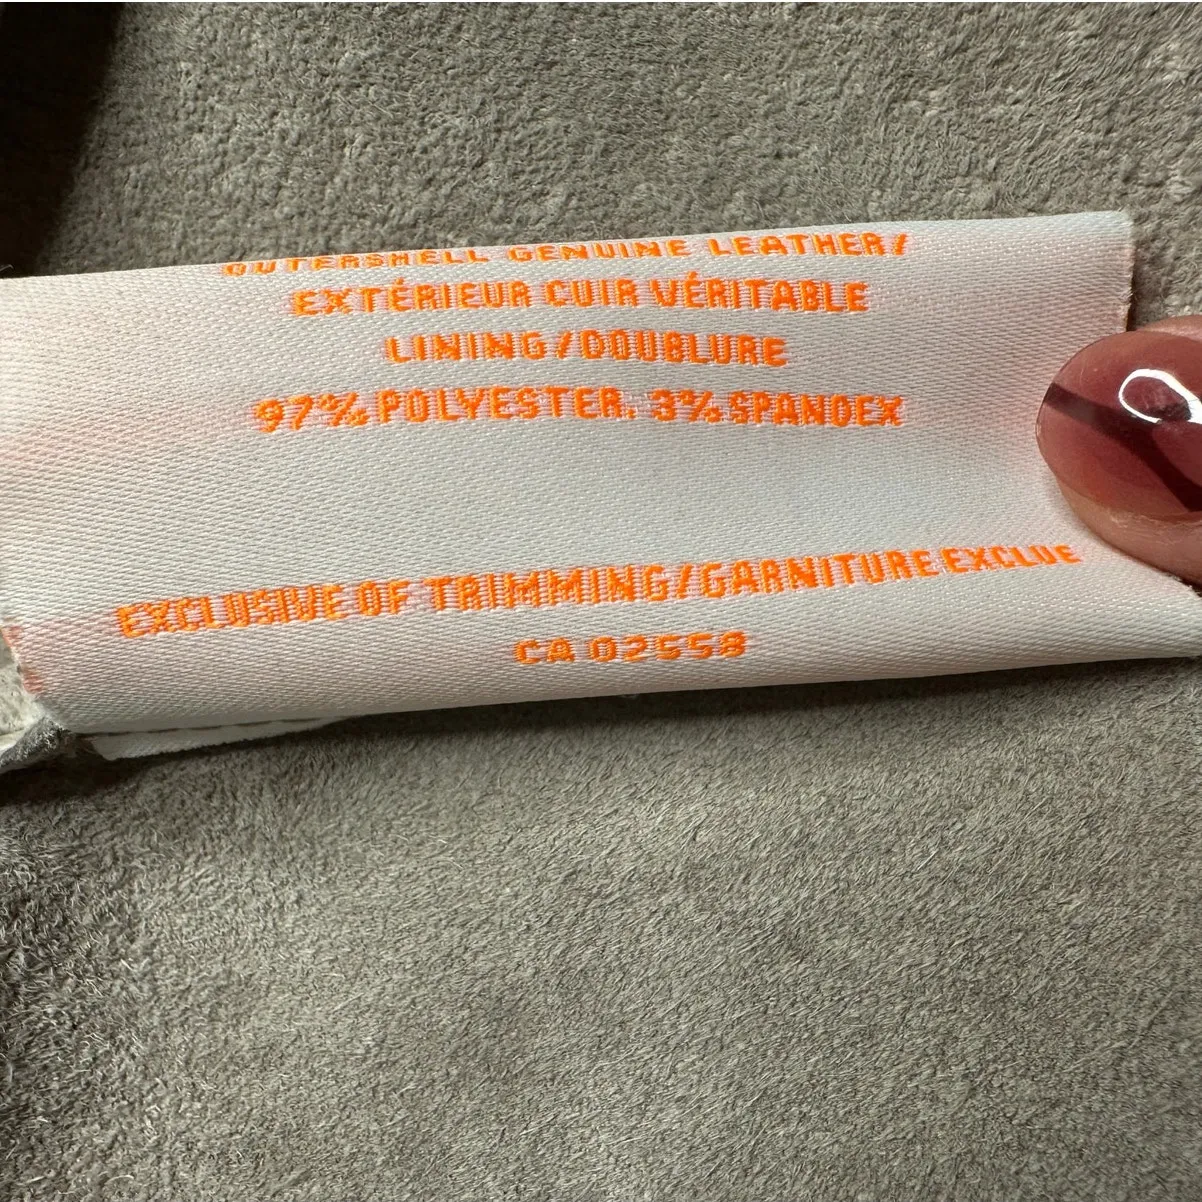 OUTERSHELL GENUINE LEATHER/
EXTÉRIEUR CUIR VÉRITABLE
LINING/DOUBLURE
97% POLYESTER, 3% SPANDEX
EXCLUSIVE OF TRIMMING/GARNITURE EXCLUE
CA 02558